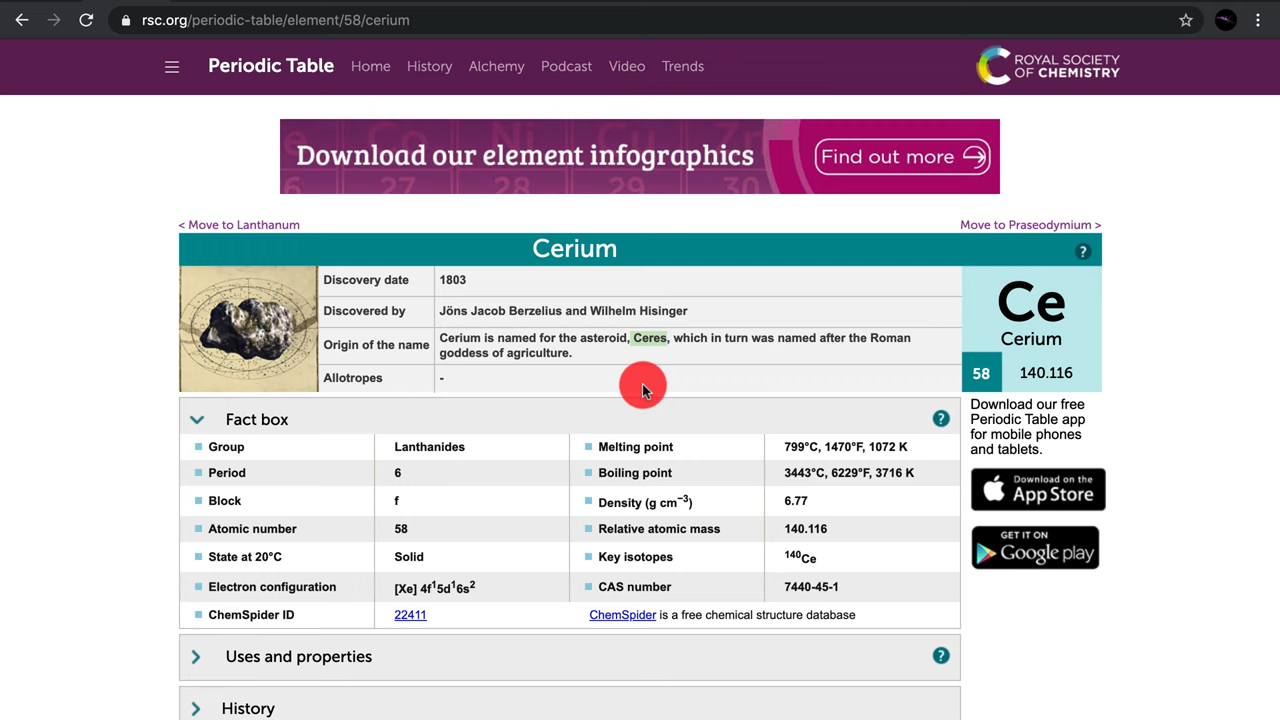 rsc.org/periodic-table/element/58/cerium
Periodic Table Home History Alchemy Podcast Video Trends
ROYAL SOCIETY
OF CHEMISTRY
Download our element infographics
Find out more
26 27 28 29 30
< Move to Lanthanum
Move to Praseodymium >
Cerium
?
Discovery date 1803
Discovered by Jöns Jacob Berzelius and Wilhelm Hisinger
Origin of the name Cerium is named for the asteroid, Ceres, which in turn was named after the Roman
goddess of agriculture.
Allotropes -
Ce
Cerium
58 140.116
Download our free
Periodic Table app
for mobile phones
and tablets.
Download on the
App Store
GET IT ON
Google play
Fact box ?
Group Lanthanides Melting point 799°C, 1470°F, 1072 K
Period 6 Boiling point 3443°C, 6229°F, 3716 K
Block f Density (g cm⁻³) 6.77
Atomic number 58 Relative atomic mass 140.116
State at 20°C Solid Key isotopes ¹⁴⁰Ce
Electron configuration [Xe] 4f¹5d¹6s² CAS number 7440-45-1
ChemSpider ID 22411 ChemSpider is a free chemical structure database
Uses and properties ?
History